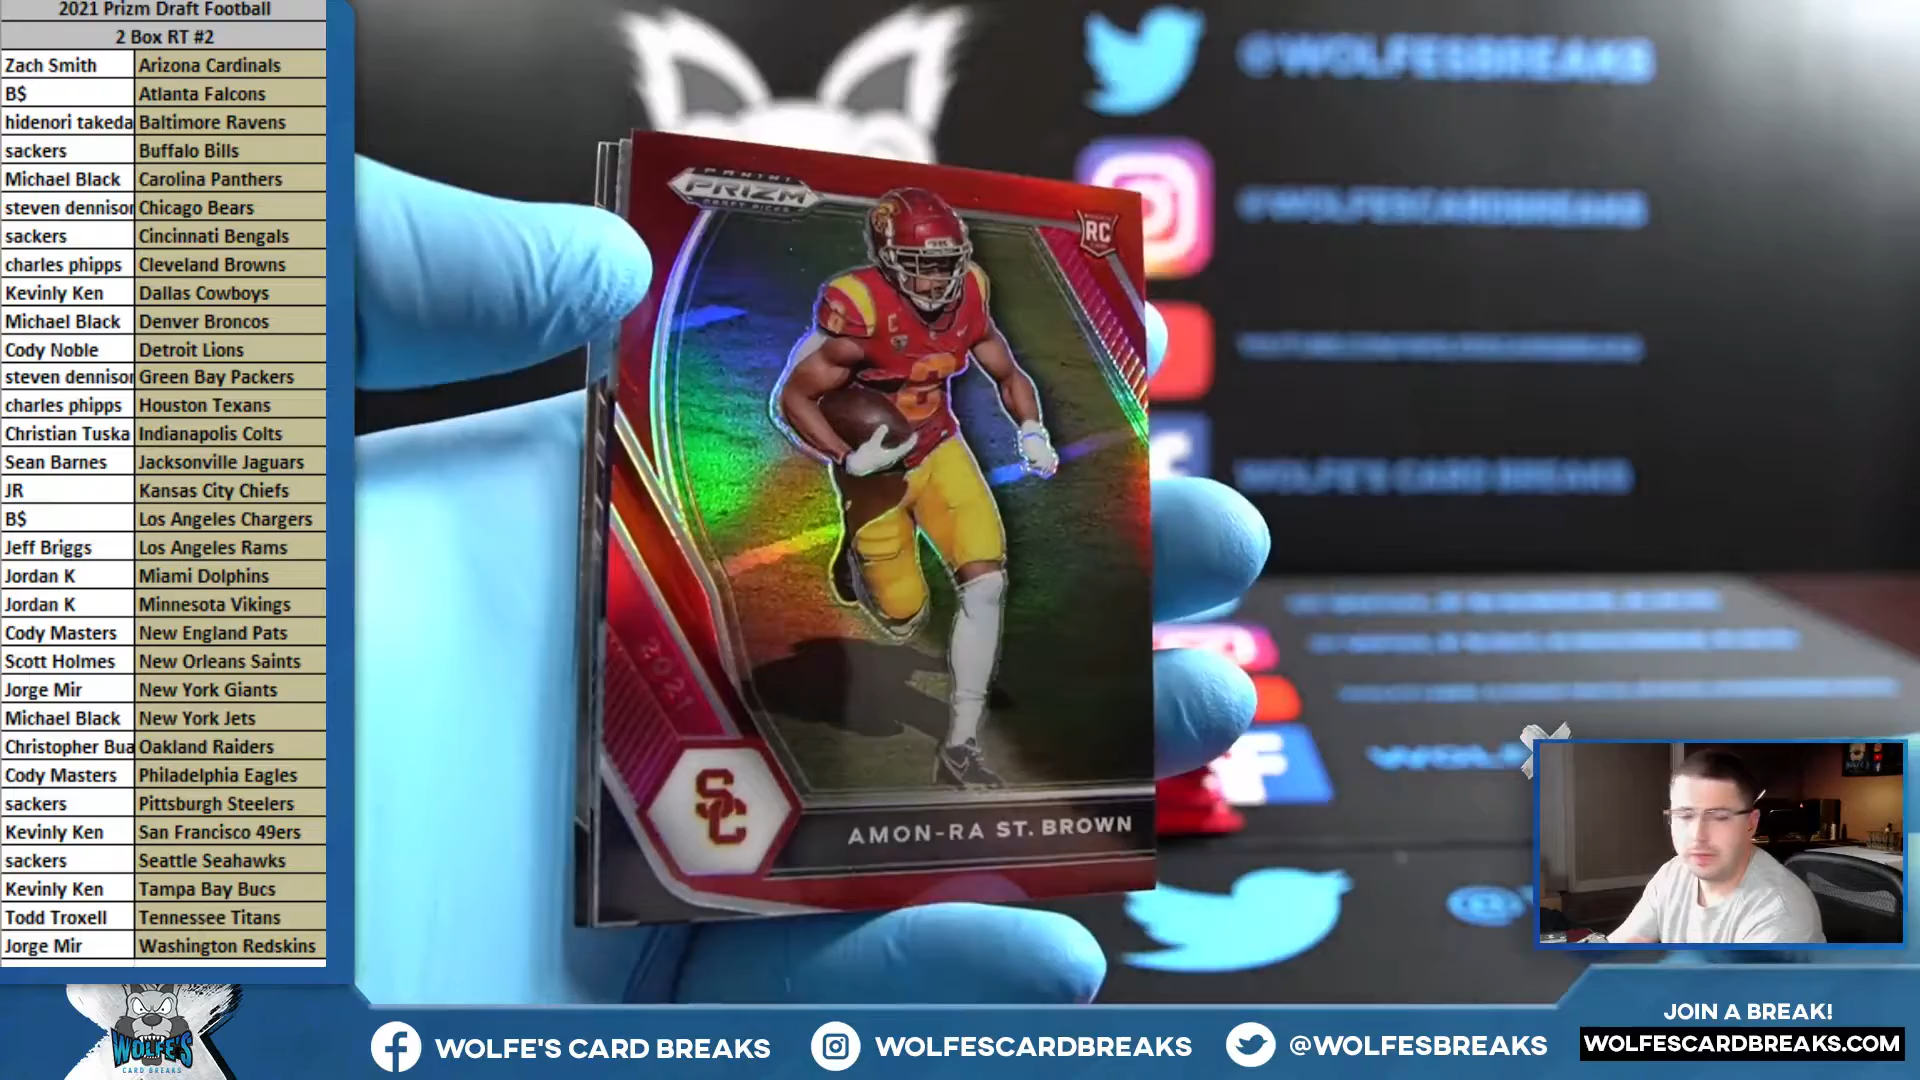 2021 Prizm Draft Football
2 Box RT #2
Zach Smith Arizona Cardinals
B$ Atlanta Falcons
hidenori takeda Baltimore Ravens
sackers Buffalo Bills
Michael Black Carolina Panthers
steven dennison Chicago Bears
sackers Cincinnati Bengals
charles phipps Cleveland Browns
Kevinly Ken Dallas Cowboys
Michael Black Denver Broncos
Cody Noble Detroit Lions
steven dennison Green Bay Packers
charles phipps Houston Texans
Christian Tuska Indianapolis Colts
Sean Barnes Jacksonville Jaguars
JR Kansas City Chiefs
B$ Los Angeles Chargers
Jeff Briggs Los Angeles Rams
Jordan K Miami Dolphins
Jordan K Minnesota Vikings
Cody Masters New England Pats
Scott Holmes New Orleans Saints
Jorge Mir New York Giants
Michael Black New York Jets
Christopher Bua Oakland Raiders
Cody Masters Philadelphia Eagles
sackers Pittsburgh Steelers
Kevinly Ken San Francisco 49ers
sackers Seattle Seahawks
Kevinly Ken Tampa Bay Bucs
Todd Troxell Tennessee Titans
Jorge Mir Washington Redskins
@WOLFESBREAKS
@WOLFESCARDBREAKS
WOLFE'S CARD BREAKS
PANINI
PRIZM
DRAFT PICKS
RC
C
8
8
2021
SC
AMON-RA ST. BROWN
WOLFE'S
CARD BREAKS
WOLFE'S CARD BREAKS
WOLFESCARDBREAKS
@WOLFESBREAKS
JOIN A BREAK!
WOLFESCARDBREAKS.COM